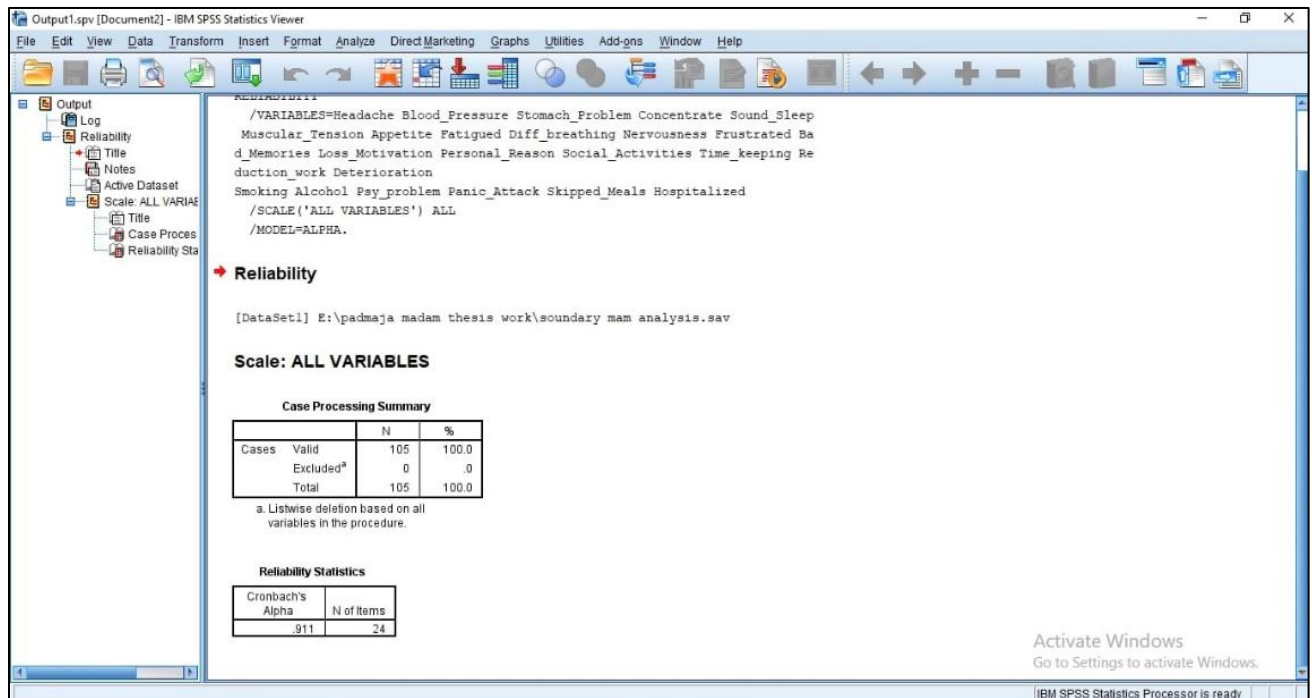 Output1.spv [Document2] - IBM SPSS Statistics Viewer
File Edit View Data Transform Insert Format Analyze Direct Marketing Graphs Utilities Add-ons Window Help
Output
Log
Reliability
Title
Notes
Active Dataset
Scale: ALL VARIAE
Title
Case Proces
Reliability Sta
RELIABILITY
/VARIABLES=Headache Blood_Pressure Stomach_Problem Concentrate Sound_Sleep
Muscular_Tension Appetite Fatigued Diff_breathing Nervousness Frustrated Ba
d_Memories Loss_Motivation Personal_Reason Social_Activities Time_keeping Re
duction_work Deterioration
Smoking Alcohol Psy_problem Panic_Attack Skipped_Meals Hospitalized
/SCALE('ALL VARIABLES') ALL
/MODEL=ALPHA.
Reliability
[DataSet1] E:\padmaja madam thesis work\soundary mam analysis.sav
Scale: ALL VARIABLES
Case Processing Summary
N %
Cases Valid 105 100.0
Excludedᵃ 0 .0
Total 105 100.0
a. Listwise deletion based on all
variables in the procedure.
Reliability Statistics
Cronbach's
Alpha N of Items
.911 24
Activate Windows
Go to Settings to activate Windows.
IBM SPSS Statistics Processor is ready